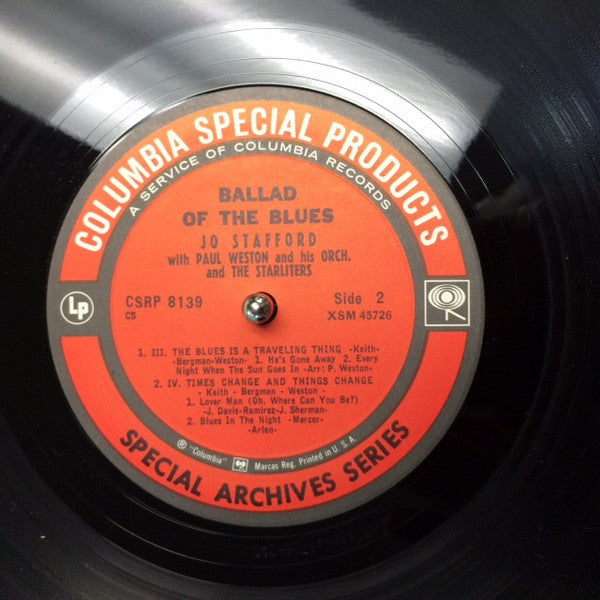 COLUMBIA SPECIAL PRODUCTS
A SERVICE OF COLUMBIA RECORDS
BALLAD
OF THE BLUES
JO STAFFORD
with PAUL WESTON and his ORCH.
and THE STARLITERS
Lp
CSRP 8139
CS
Side 2
XSM 45726
1. III. THE BLUES IS A TRAVELING THING -Keith-
-Bergman-Weston- 1. He's Gone Away 2. Every
Night When The Sun Goes In -Arr: P. Weston-
2. IV. TIMES CHANGE AND THINGS CHANGE
- Keith - Bergman - Weston -
1. Lover Man (Oh, Where Can You Be?)
-J. Davis-Ramirez-J. Sherman-
2. Blues In The Night -Mercer-
-Arlen-
® "Columbia" Marcas Reg. Printed in U. S. A.
SPECIAL ARCHIVES SERIES